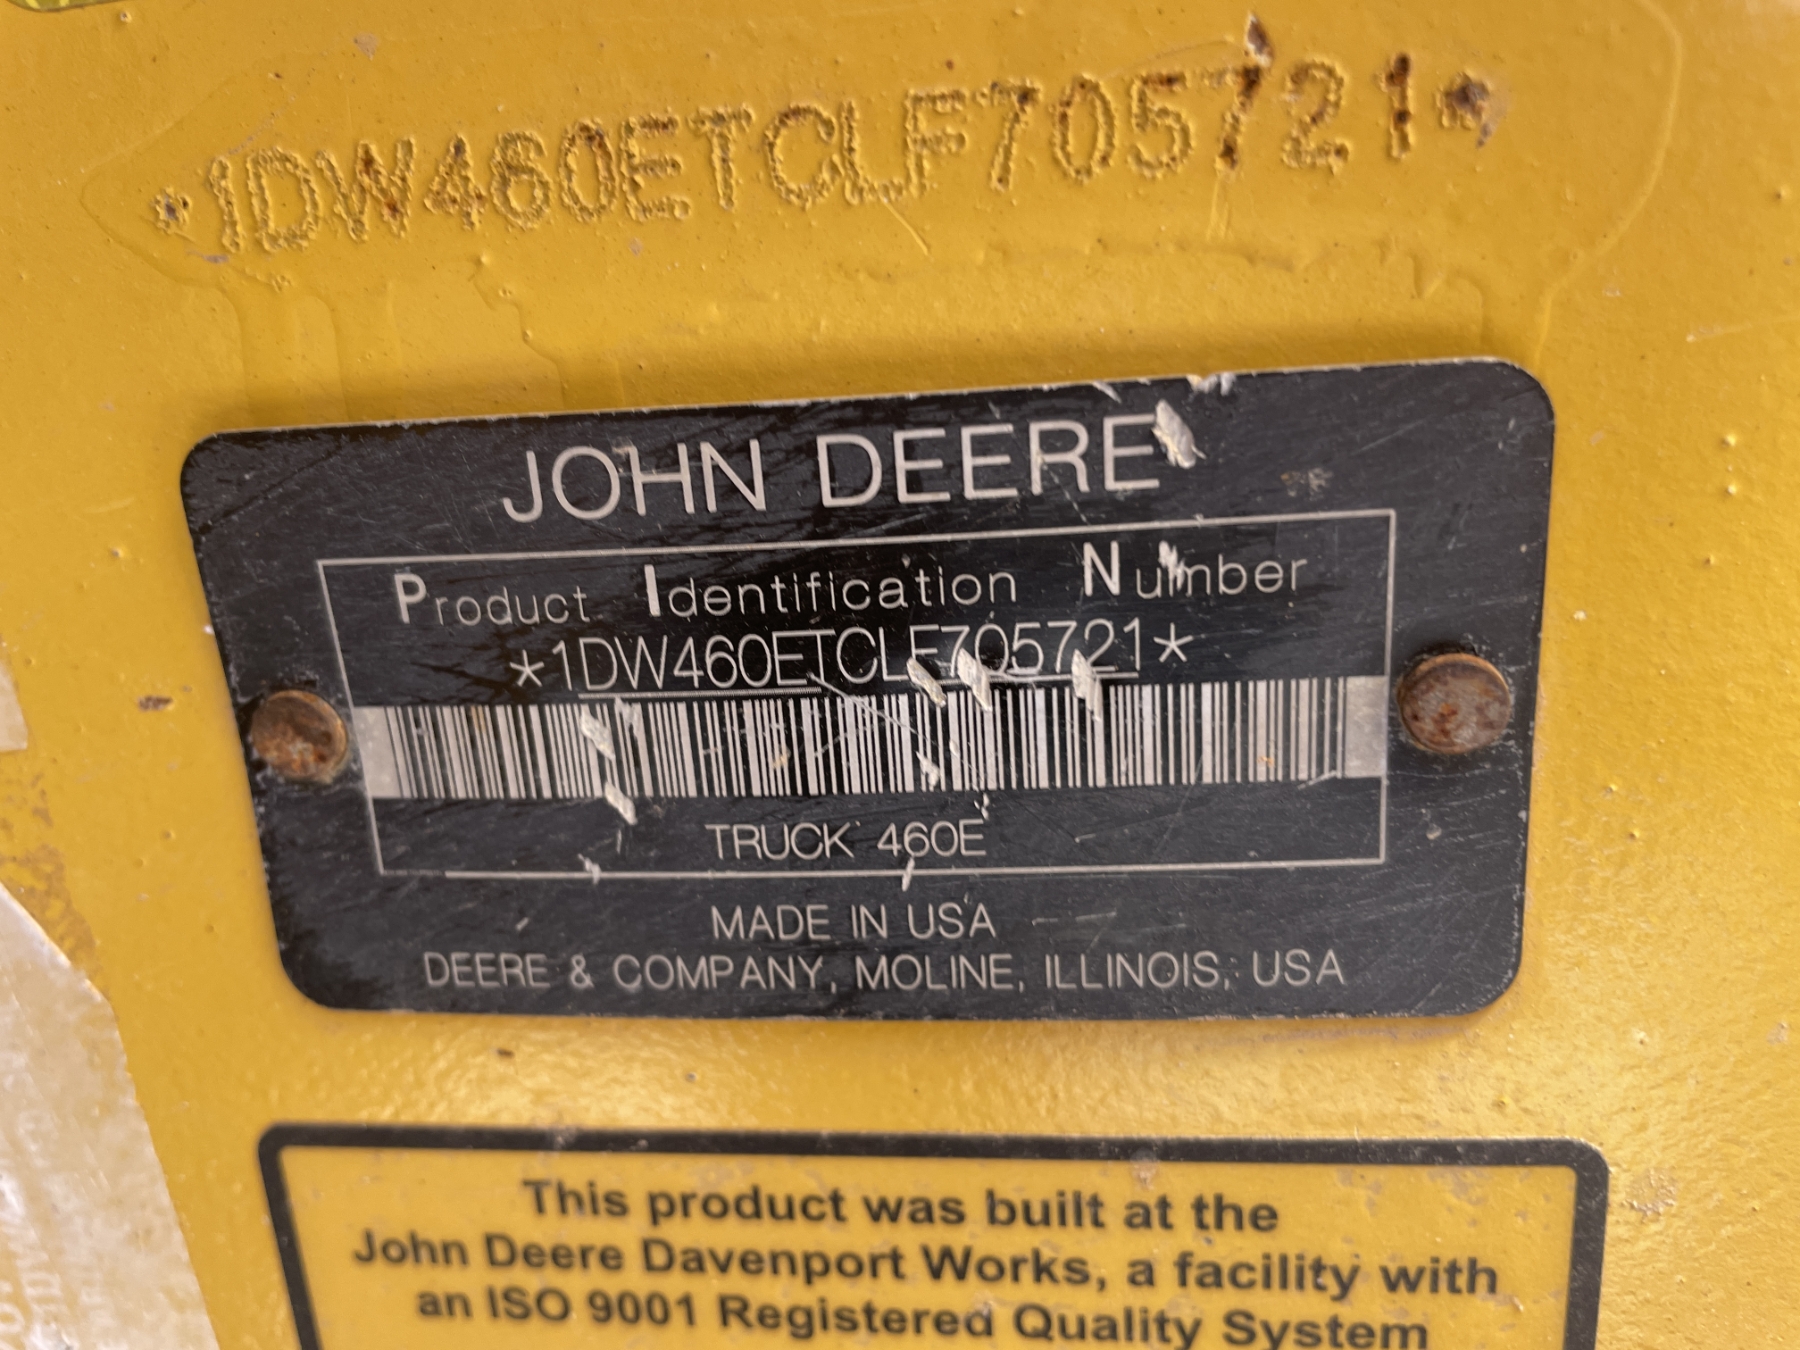 *1DW460ETCLF705721*
JOHN DEERE
Product Identification Number
*1DW460ETCLF705721*
TRUCK 460E
MADE IN USA
DEERE & COMPANY, MOLINE, ILLINOIS, USA
This product was built at the
John Deere Davenport Works, a facility with
an ISO 9001 Registered Quality System